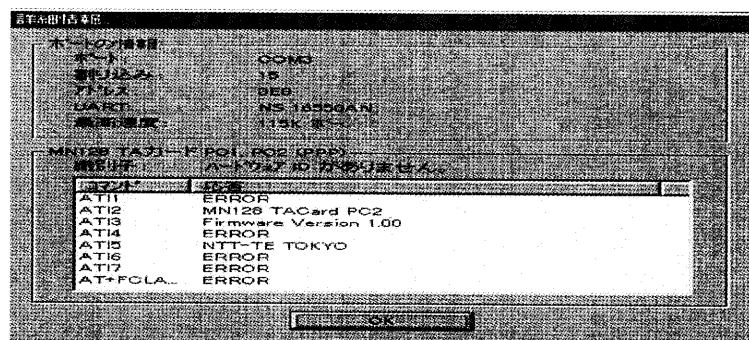 詳細情報
ポートの情報
ポート: COM3
割り込み: 15
アドレス 3E8
UART: NS 16550AN
最高速度: 115K ボー
MN128 TAカード PC1, PC2 (PPP)
識別子: ハードウェア ID がありません。
コマンド 応答
ATI1 ERROR
ATI2 MN128 TACard PC2
ATI3 Firmware Version 1.00
ATI4 ERROR
ATI5 NTT-TE TOKYO
ATI6 ERROR
ATI7 ERROR
AT+FCLA... ERROR
OK